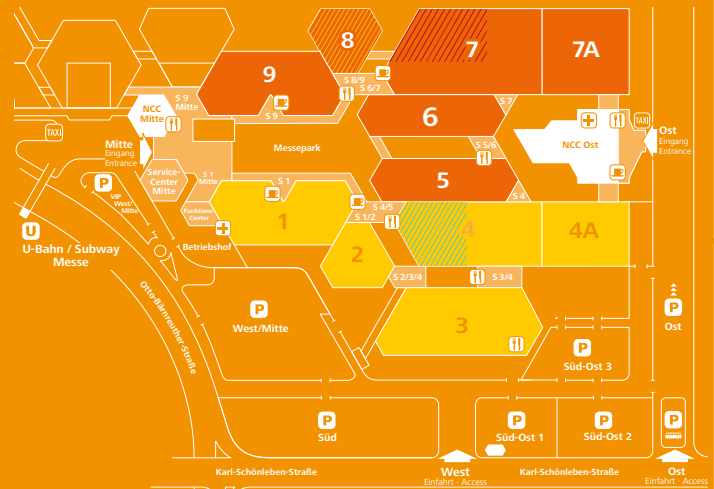 8
7
7A
9
S 8/9
S 6/7
S 9
Mitte
S 9
NCC
Mitte
6
S 7
TAXI
TAXI
Mitte
Eingang
Entrance
Messepark
S 5/6
NCC Ost
Ost
Eingang
Entrance
Service-
Center
Mitte
S 1
Mitte
S 1
5
S 4
P
VIP
West/
Mitte
Funktions-
Center
1
S 4/5
S 1/2
4
4A
U
U-Bahn / Subway
Messe
Betriebshof
2
S 2/3/4
S 3/4
P
West/Mitte
P
Ost
3
Otto-Bärnreuther-Straße
P
Süd-Ost 3
P
Süd
P
Süd-Ost 1
P
Süd-Ost 2
P
Karl-Schönleben-Straße
West
Einfahrt · Access
Karl-Schönleben-Straße
Ost
Einfahrt · Access